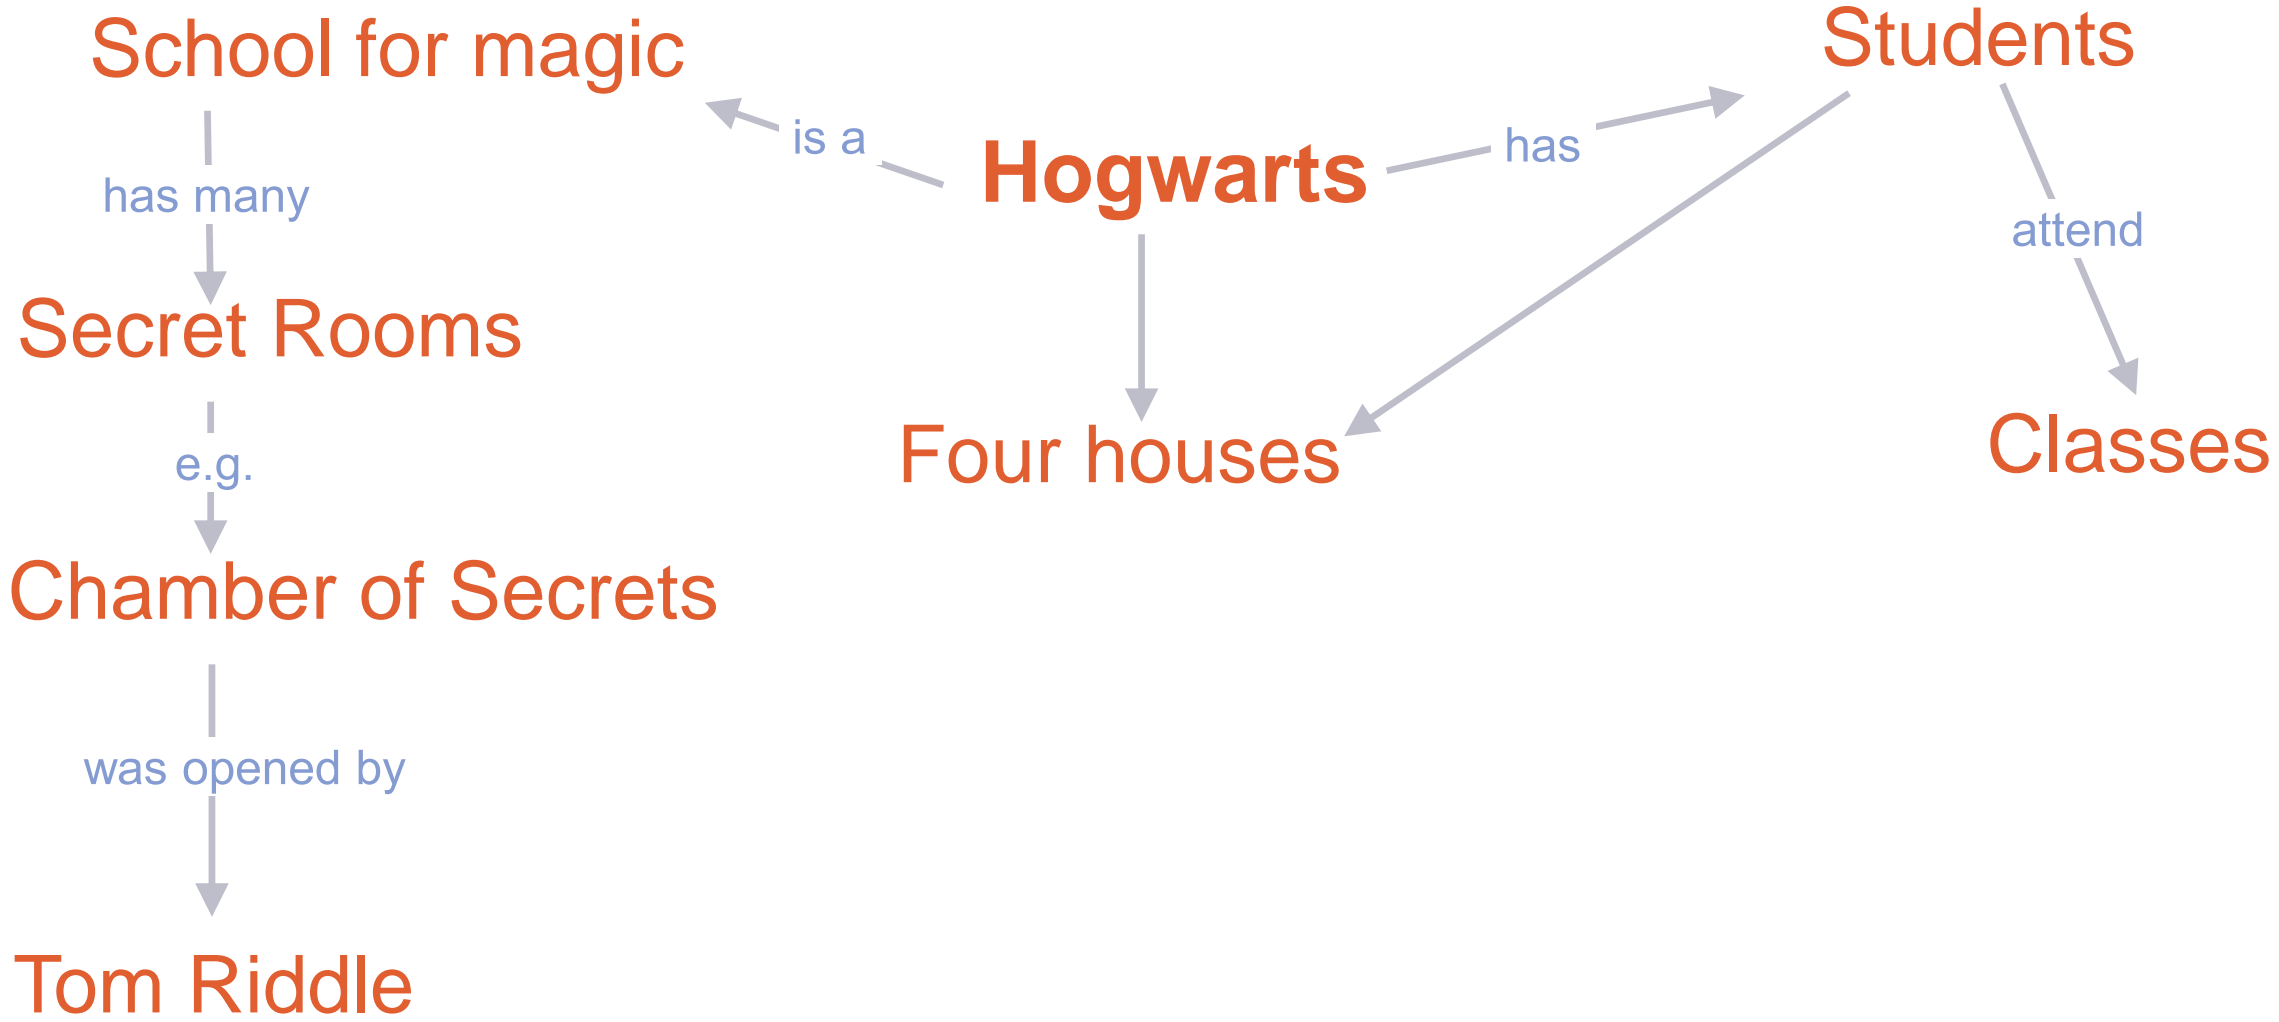 School for magic
Students
is a
Hogwarts
has
has many
attend
Secret Rooms
Four houses
Classes
e.g.
Chamber of Secrets
was opened by
Tom Riddle